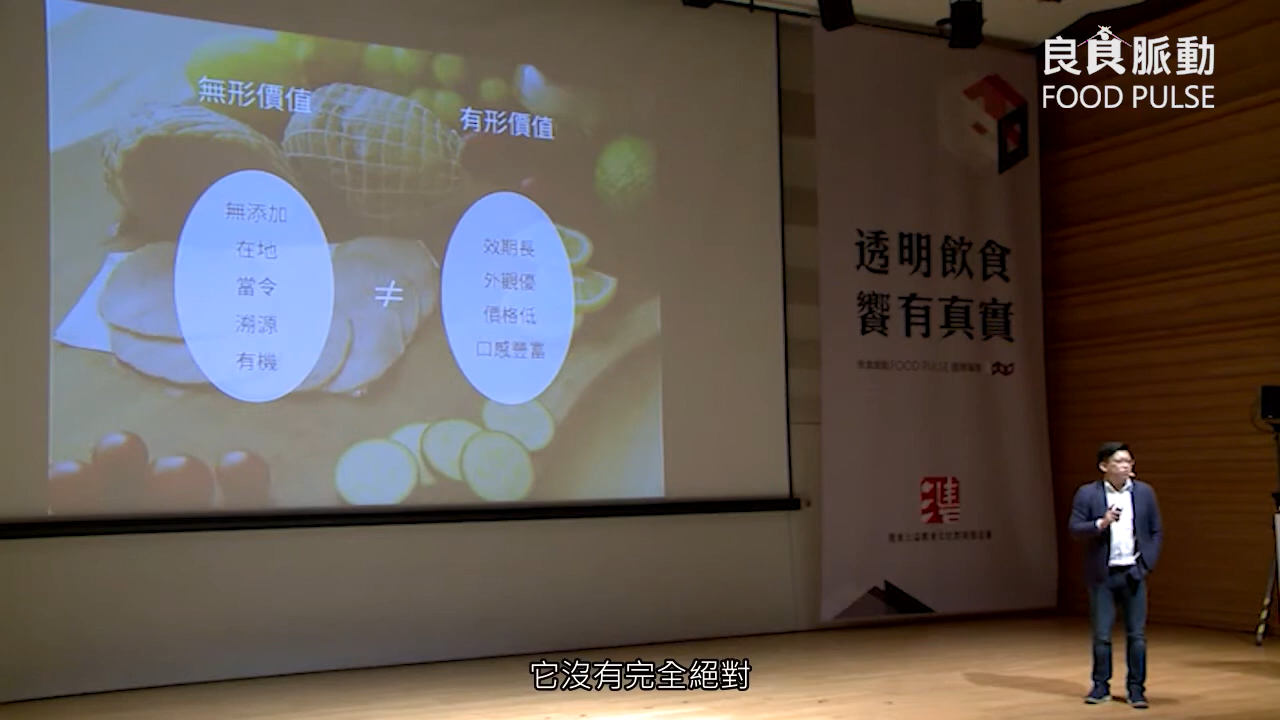 良食脈動
FOOD PULSE
無形價值
有形價值
無添加
在地
當令
溯源
有機
≠
效期長
外觀優
價格低
口感豐富
透明飲食
饗有真實
它沒有完全絕對